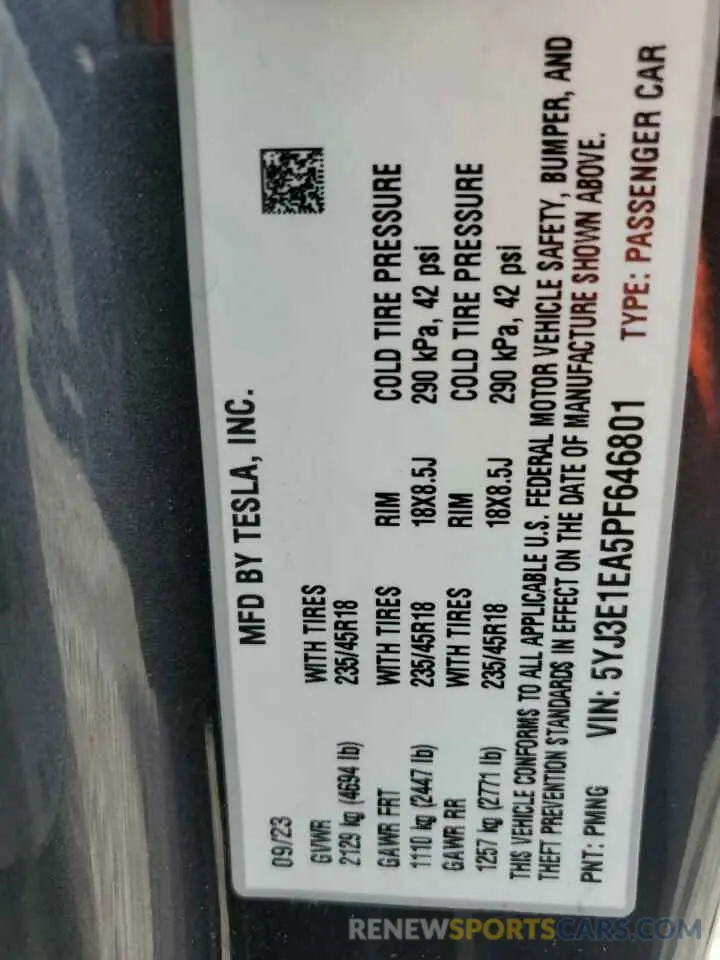 MFD BY TESLA, INC.
09/23
GVWR WITH TIRES
2129 kg (4694 lb) 235/45R18
GAWR FRT WITH TIRES RIM COLD TIRE PRESSURE
1110 kg (2447 lb) 235/45R18 18X8.5J 290 kPa, 42 psi
GAWR RR WITH TIRES RIM COLD TIRE PRESSURE
1257 kg (2771 lb) 235/45R18 18X8.5J 290 kPa, 42 psi
THIS VEHICLE CONFORMS TO ALL APPLICABLE U.S. FEDERAL MOTOR VEHICLE SAFETY, BUMPER, AND
THEFT PREVENTION STANDARDS IN EFFECT ON THE DATE OF MANUFACTURE SHOWN ABOVE.
PNT: PMNG VIN: 5YJ3E1EA5PF646801 TYPE: PASSENGER CAR
RENEWSPORTSCARS.COM